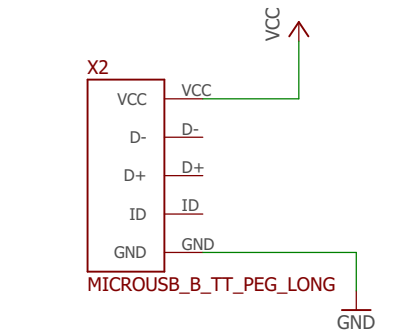 VCC
X2
VCC VCC
D- D-
D+ D+
ID ID
GND GND
MICROUSB_B_TT_PEG_LONG
GND